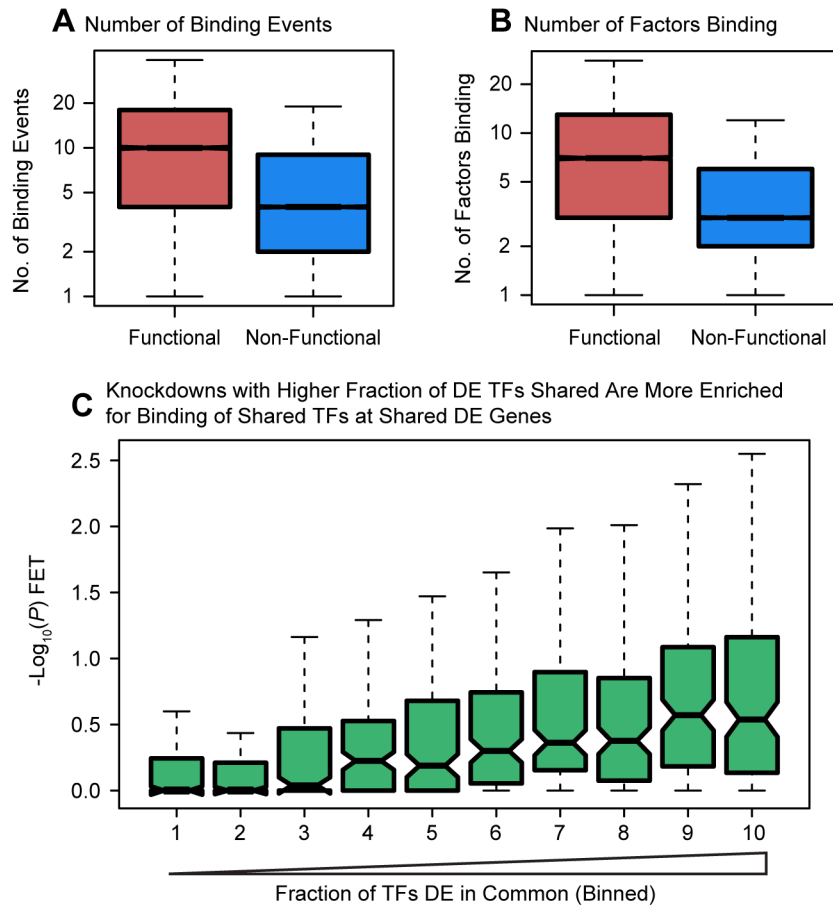 A Number of Binding Events
No. of Binding Events
20
10
5
2
1
Functional
Non-Functional
B Number of Factors Binding
No. of Factors Binding
20
10
5
2
1
Functional
Non-Functional
C Knockdowns with Higher Fraction of DE TFs Shared Are More Enriched
for Binding of Shared TFs at Shared DE Genes
-Log₁₀(P) FET
2.5
2.0
1.5
1.0
0.5
0.0
1 2 3 4 5 6 7 8 9 10
Fraction of TFs DE in Common (Binned)